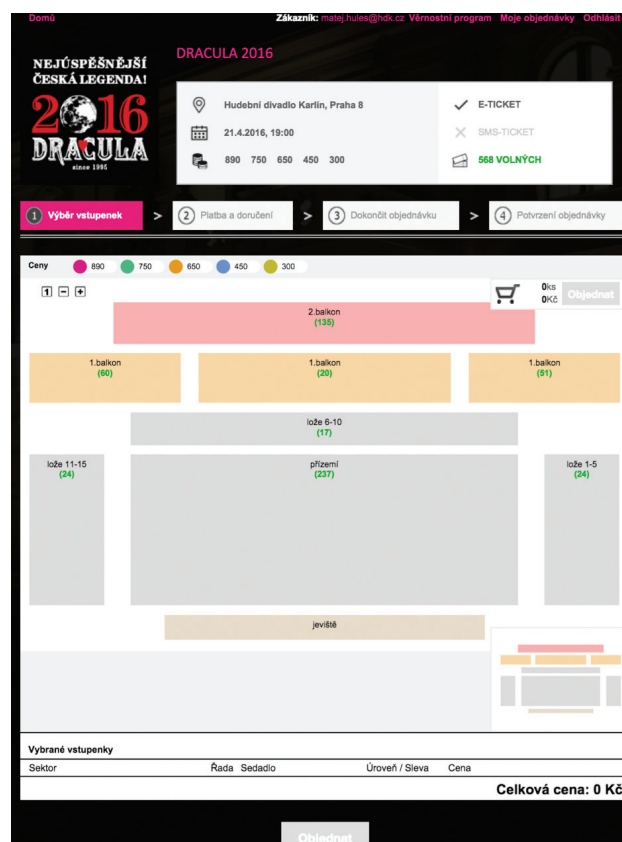 Domů Zákazník: matej.hules@hdk.cz Věrnostní program Moje objednávky Odhlásit
NEJÚSPĚŠNĚJŠÍ
ČESKÁ LEGENDA!
2016
DRACULA
since 1995
DRACULA 2016
Hudební divadlo Karlín, Praha 8
21.4.2016, 19:00
890 750 650 450 300
E-TICKET
SMS-TICKET
568 VOLNÝCH
1 Výběr vstupenek > 2 Platba a doručení > 3 Dokončit objednávku > 4 Potvrzení objednávky
Ceny 890 750 650 450 300
1 - +
0ks
0Kč
Objednat
2.balkon
(135)
1.balkon
(60)
1.balkon
(20)
1.balkon
(51)
lože 6-10
(17)
lože 11-15
(24)
přízemí
(237)
lože 1-5
(24)
jeviště
Vybrané vstupenky
Sektor Řada Sedadlo Úroveň / Sleva Cena
Celková cena: 0 Kč
Objednat